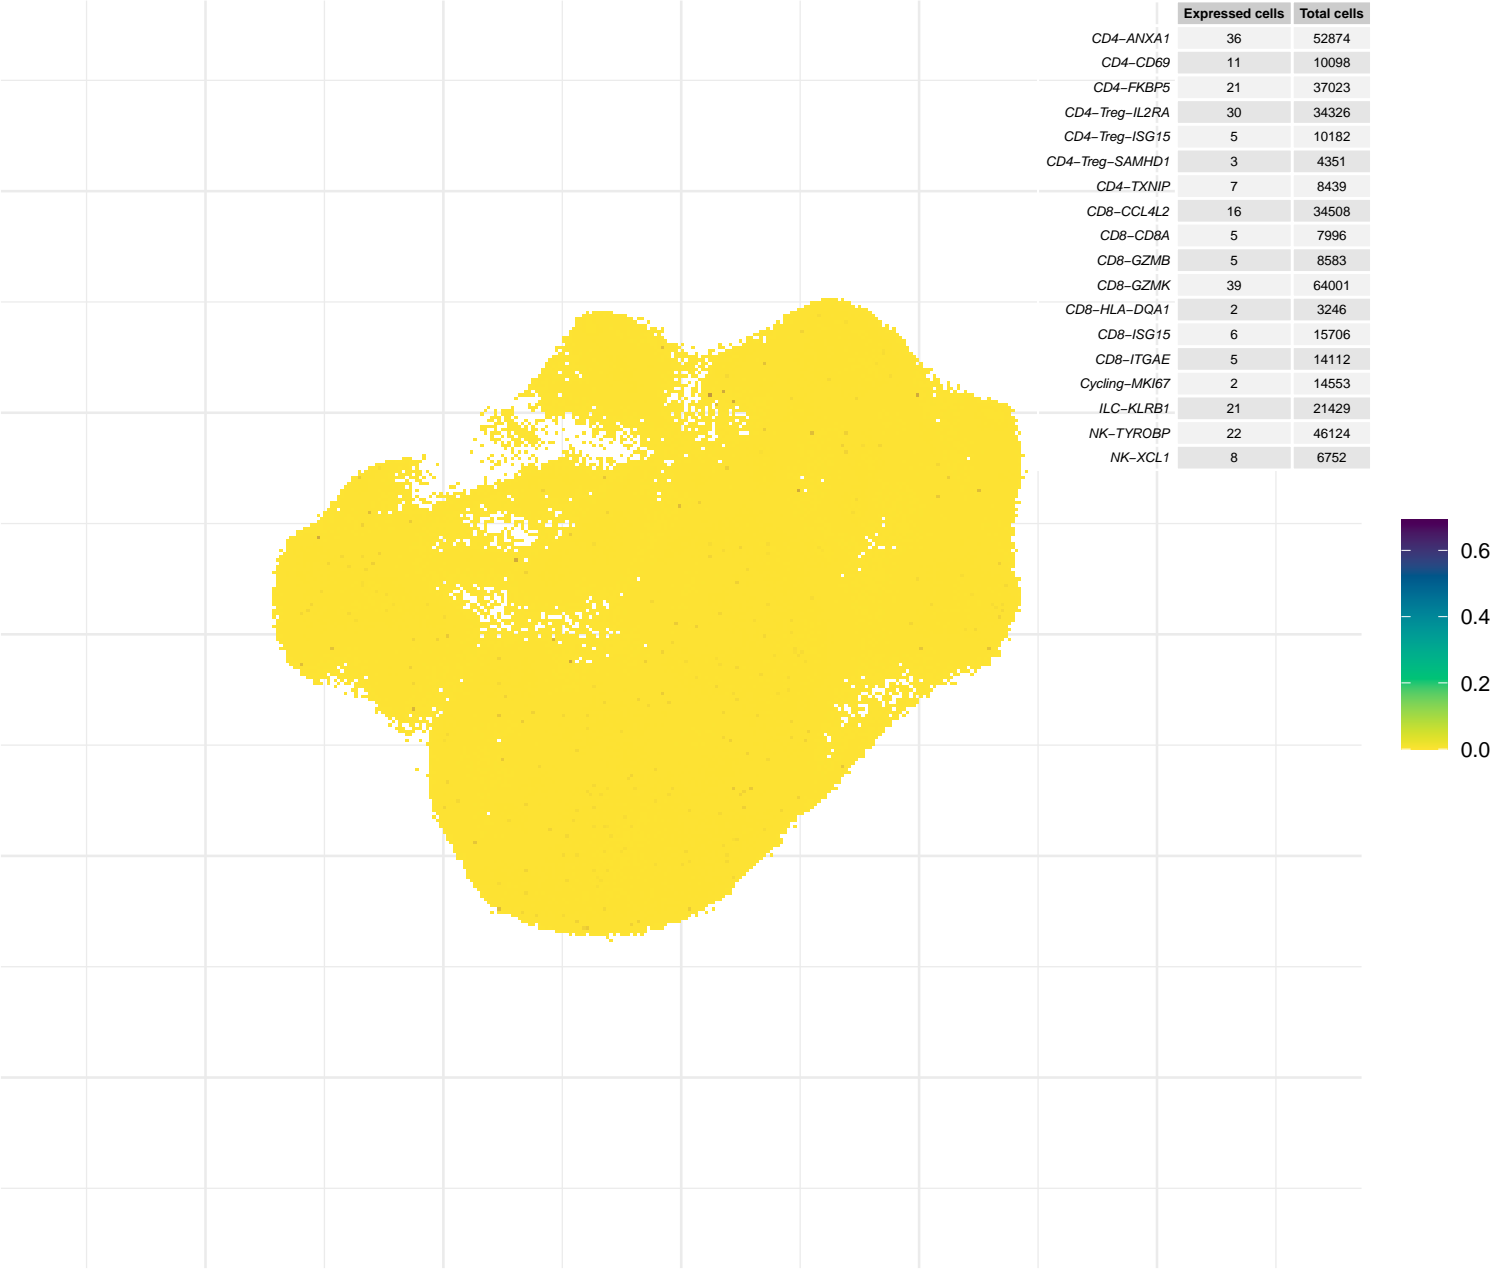 Expressed cells Total cells
CD4−ANXA1 36 52874
CD4−CD69 11 10098
CD4−FKBP5 21 37023
CD4−Treg−IL2RA 30 34326
CD4−Treg−ISG15 5 10182
CD4−Treg−SAMHD1 3 4351
CD4−TXNIP 7 8439
CD8−CCL4L2 16 34508
CD8−CD8A 5 7996
CD8−GZMB 5 8583
CD8−GZMK 39 64001
CD8−HLA−DQA1 2 3246
CD8−ISG15 6 15706
CD8−ITGAE 5 14112
Cycling−MKI67 2 14553
ILC−KLRB1 21 21429
NK−TYROBP 22 46124
NK−XCL1 8 6752
0.6
0.4
0.2
0.0